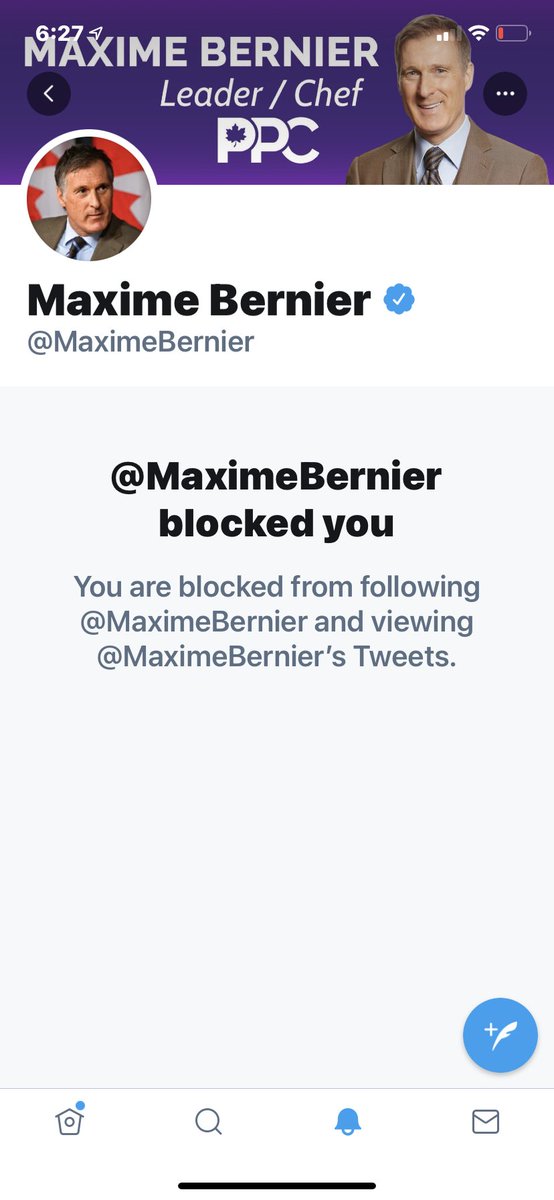 6:27
MAXIME BERNIER
Leader / Chef
PPC
Maxime Bernier
@MaximeBernier
@MaximeBernier
blocked you
You are blocked from following
@MaximeBernier and viewing
@MaximeBernier’s Tweets.